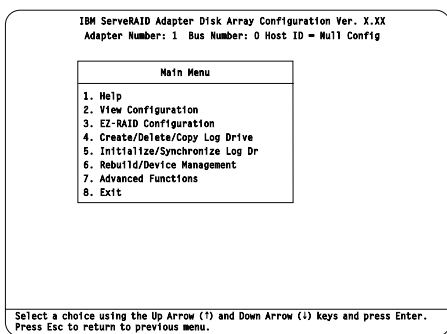 IBM ServeRAID Adapter Disk Array Configuration Ver. X.XX
Adapter Number: 1 Bus Number: 0 Host ID = Null Config
Main Menu
1. Help
2. View Configuration
3. EZ-RAID Configuration
4. Create/Delete/Copy Log Drive
5. Initialize/Synchronize Log Dr
6. Rebuild/Device Management
7. Advanced Functions
8. Exit
Select a choice using the Up Arrow (↑) and Down Arrow (↓) keys and press Enter.
Press Esc to return to previous menu.